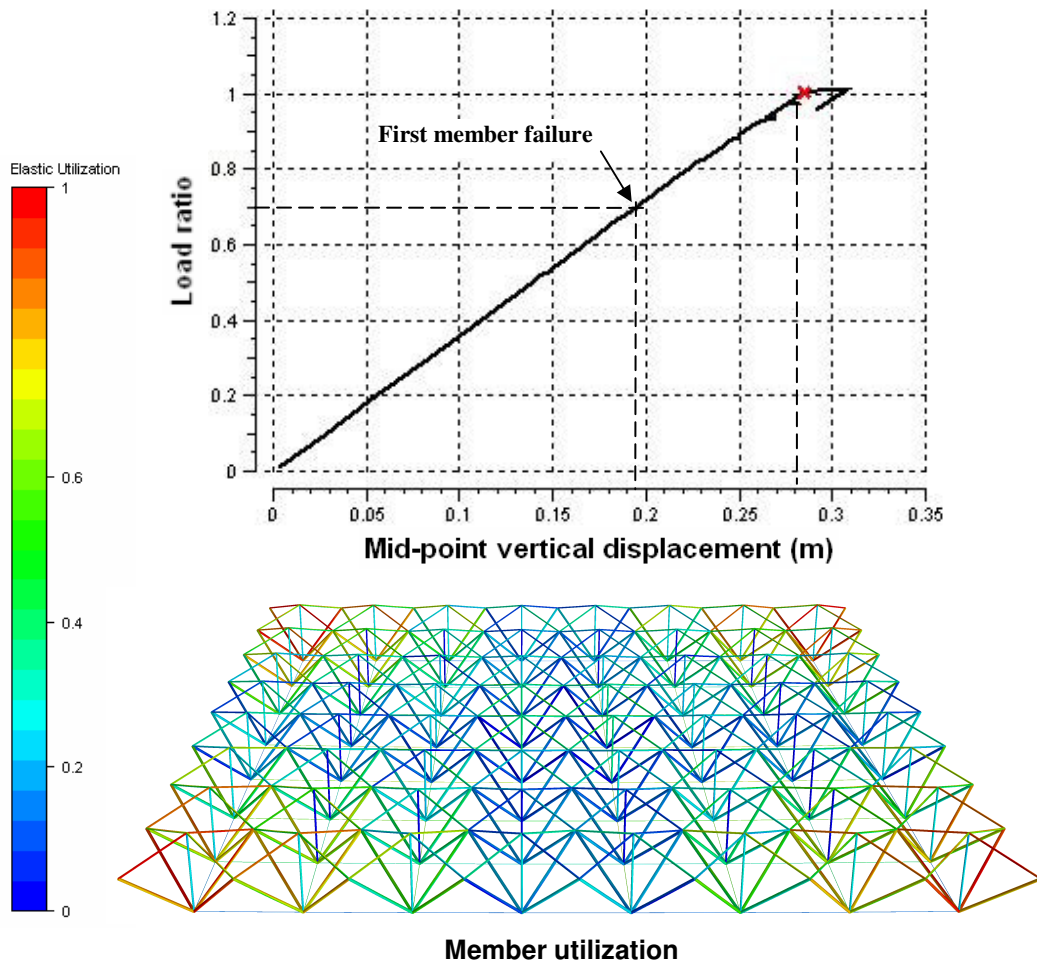 1.2
1
First member failure
Elastic Utilization
1
0.8
Load ratio
0.6
0.4
0.6
0.2
0
0 0.05 0.1 0.15 0.2 0.25 0.3 0.35
Mid-point vertical displacement (m)
0.4
0.2
0
Member utilization